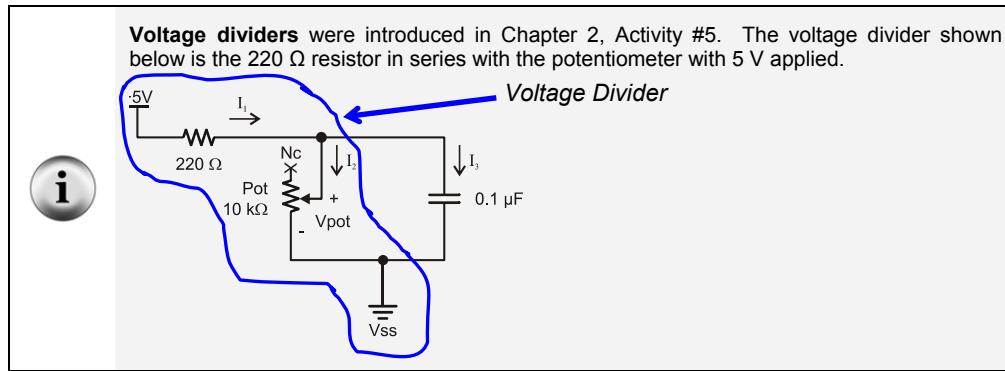 Voltage dividers were introduced in Chapter 2, Activity #5. The voltage divider shown
below is the 220 Ω resistor in series with the potentiometer with 5 V applied.
Voltage Divider
·5V
I₁
220 Ω
Nc
I₂
I₃
Pot
10 kΩ
+
Vpot
-
0.1 µF
Vss
i